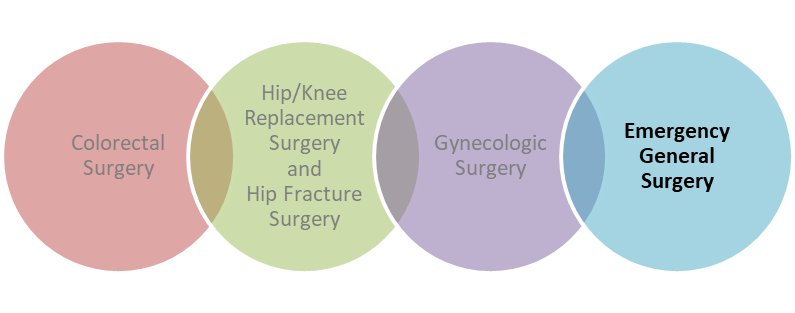 Colorectal
Surgery
Hip/Knee
Replacement
Surgery
and
Hip Fracture
Surgery
Gynecologic
Surgery
Emergency
General
Surgery